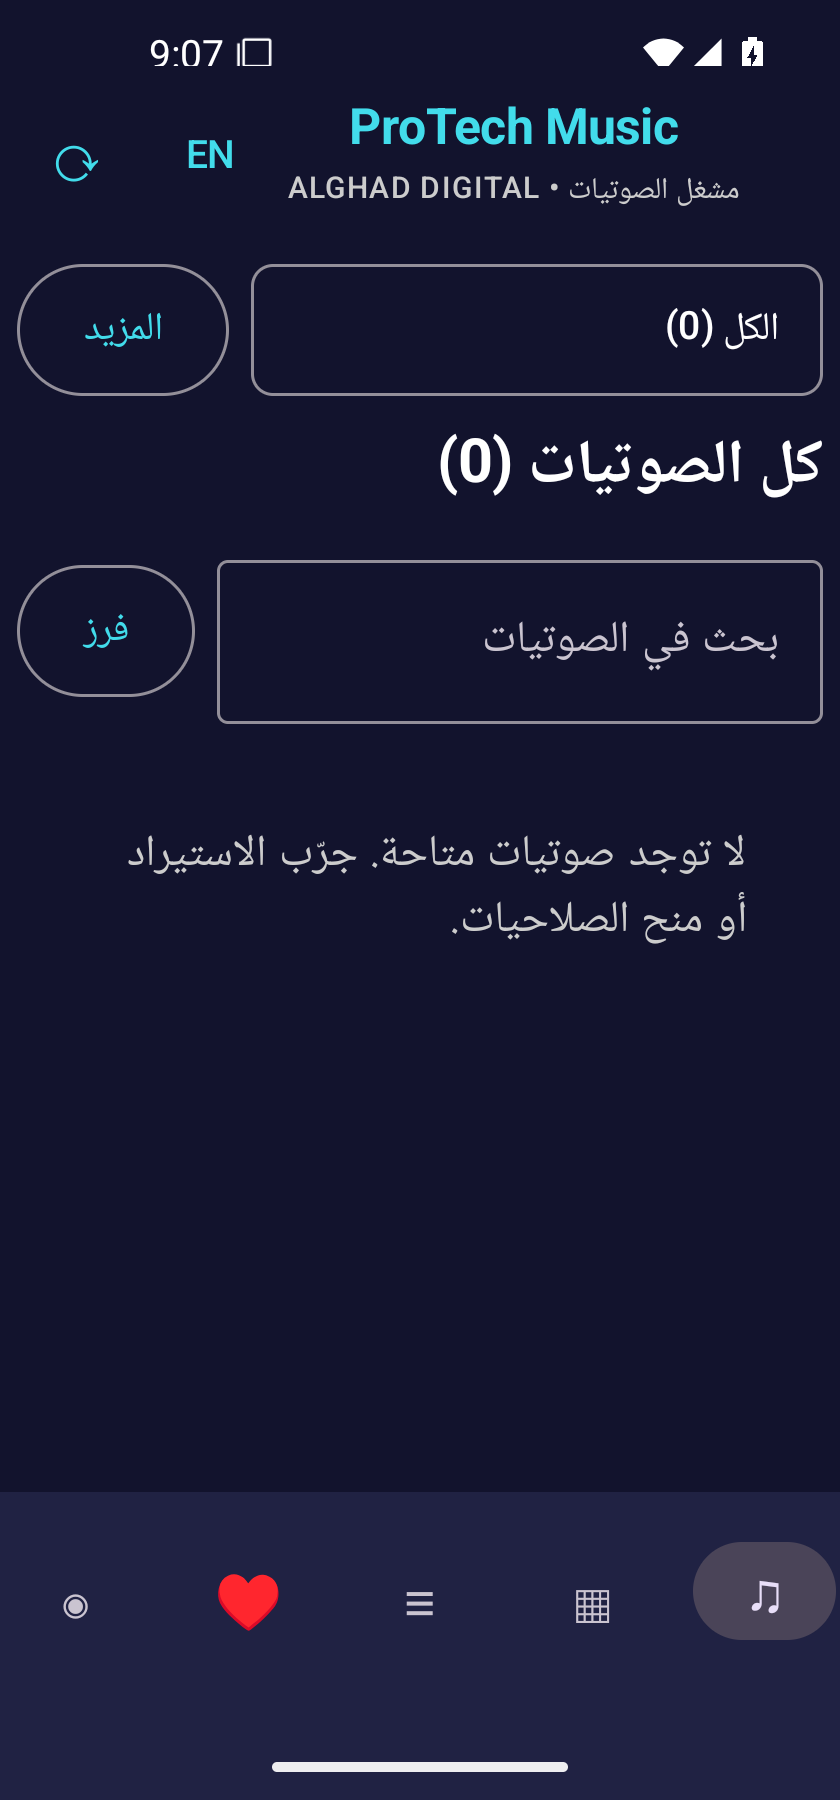 9:07
ProTech Music
EN
ALGHAD DIGITAL • مشغل الصوتيات
الكل (0)
المزيد
كل الصوتيات (0)
بحث في الصوتيات
فرز
لا توجد صوتيات متاحة. جرّب الاستيراد
أو منح الصلاحيات.